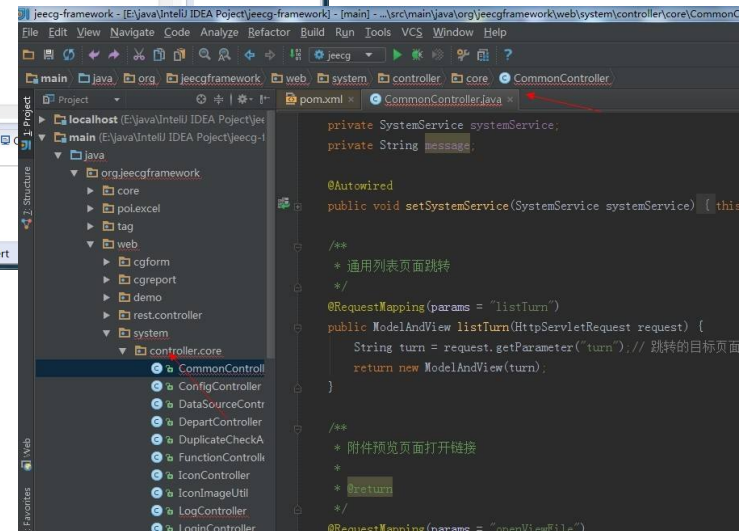 jeecg-framework - [E:\java\InteliJ IDEA Poject\jeecg-framework] - [main] - ...\src\main\java\org\jeecgframework\web\system\controller\core\CommonC
File Edit View Navigate Code Analyze Refactor Build Run Tools VCS Window Help
jeecg
main java org jeecgframework web system controller core CommonController
1: Project
Project
pom.xml × CommonController.java ×
localhost (E:\java\InteliJ IDEA Poject\jee
main (E:\java\InteliJ IDEA Poject\jeecg-f
java
org.jeecgframework
core
poi.excel
tag
web
cgform
cgreport
demo
rest.controller
system
controller.core
CommonControll
ConfigController
DataSourceContr
DepartController
DuplicateCheckA
FunctionControlle
IconController
IconImageUtil
LogController
LoginController
7: Structure
Web
Favorites
rt
private SystemService systemService;
private String message;
@Autowired
public void setSystemService(SystemService systemService) { this
/**
* 通用列表页面跳转
*/
@RequestMapping(params = "listTurn")
public ModelAndView listTurn(HttpServletRequest request) {
String turn = request.getParameter("turn");// 跳转的目标页面
return new ModelAndView(turn);
}
/**
* 附件预览页面打开链接
*
* @return
*/
@RequestMapping(params = "openViewFile")